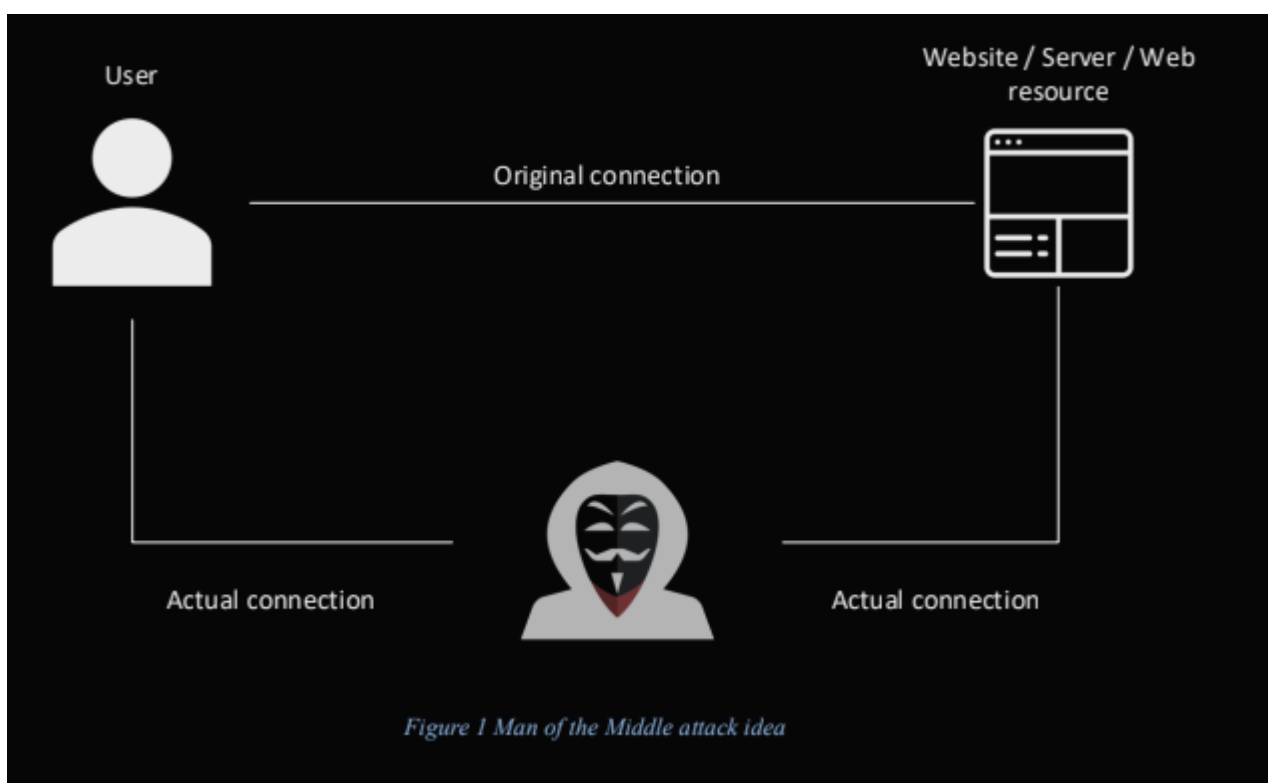 User
Website / Server / Web
resource
Original connection
Actual connection
Actual connection
Figure 1 Man of the Middle attack idea